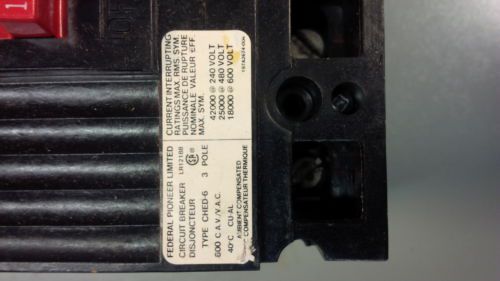 FEDERAL PIONEER LIMITED
CIRCUIT BREAKER LR12188
DISJONCTEUR
TYPE CHED-6 3 POLE
600 C.A.V./V.A.C.
40°C CU-AL
AMBIENT COMPENSATED
COMPENSATEUR THERMIQUE
CURRENT INTERRUPTING
RATINGS MAX. RMS. SYM.
PUISSANCE DE RUPTURE
NOMINALE VALEUR EFF.
MAX. SYM.
42000 @ 240 VOLT
25000 @ 480 VOLT
18000 @ 600 VOLT